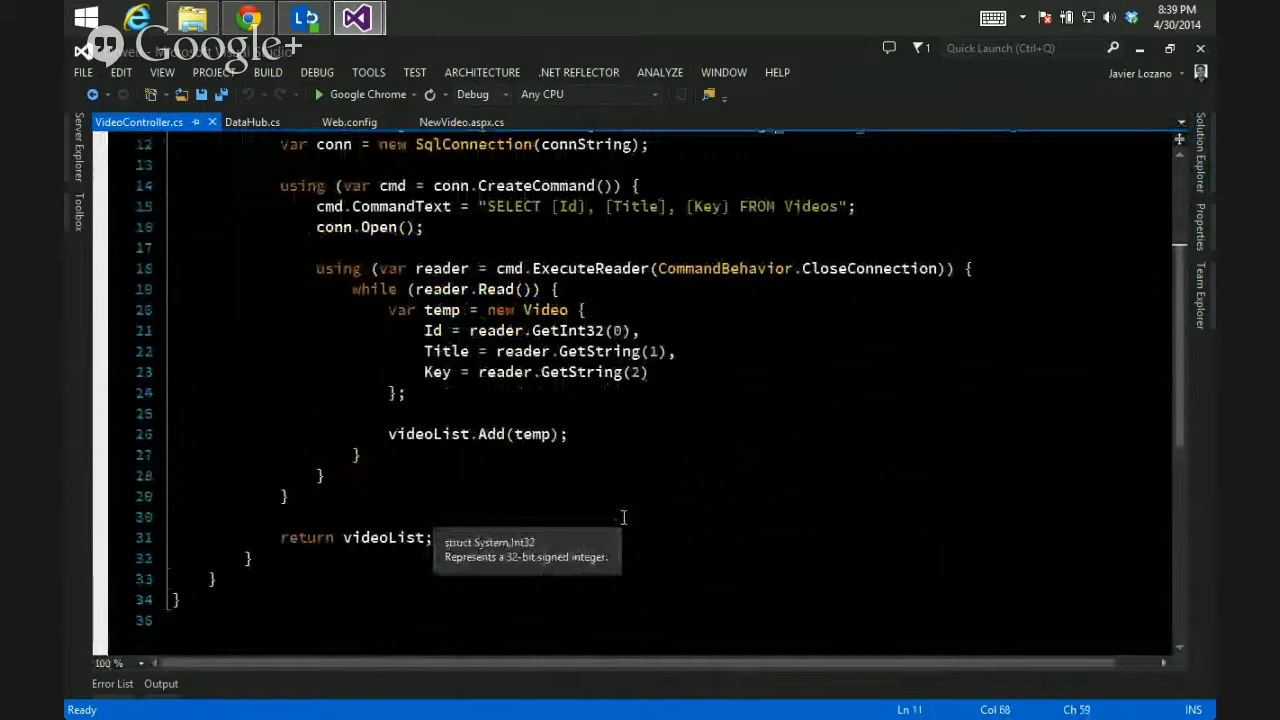 8:39 PM
4/30/2014
Google+
Microsoft Visual Studio
Quick Launch (Ctrl+Q)
FILE EDIT VIEW PROJECT BUILD DEBUG TOOLS TEST ARCHITECTURE .NET REFLECTOR ANALYZE WINDOW HELP
Javier Lozano
Google Chrome Debug Any CPU
VideoController.cs DataHub.cs Web.config NewVideo.aspx.cs
Server Explorer
Toolbox
Solution Explorer
Properties
Team Explorer
12 var conn = new SqlConnection(connString);
13
14 using (var cmd = conn.CreateCommand()) {
15 cmd.CommandText = "SELECT [Id], [Title], [Key] FROM Videos";
16 conn.Open();
17
18 using (var reader = cmd.ExecuteReader(CommandBehavior.CloseConnection)) {
19 while (reader.Read()) {
20 var temp = new Video {
21 Id = reader.GetInt32(0),
22 Title = reader.GetString(1),
23 Key = reader.GetString(2)
24 };
25
26 videoList.Add(temp);
27 }
28 }
29 }
30
31 return videoList;
struct System.Int32
Represents a 32-bit signed integer.
32 }
33 }
34 }
35
100 %
Error List Output
Ready Ln 11 Col 68 Ch 59 INS